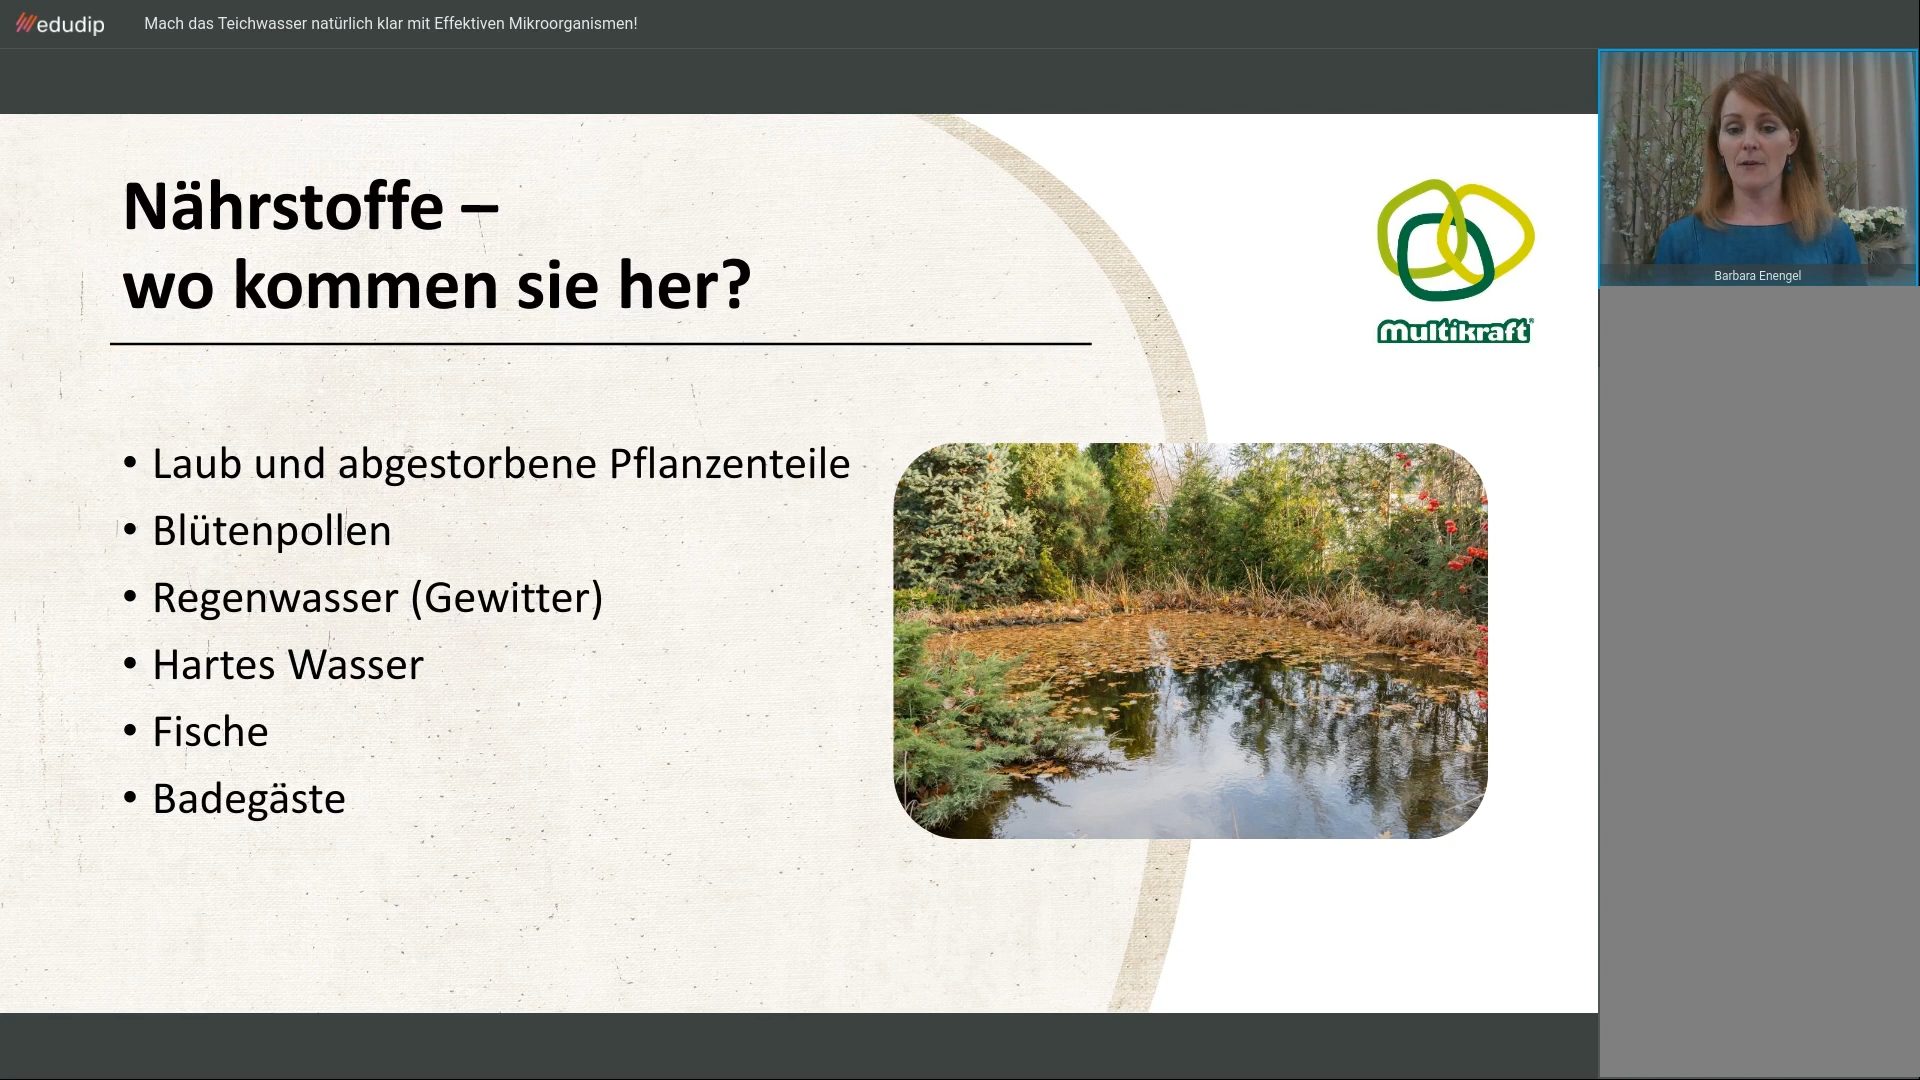 edudip
Mach das Teichwasser natürlich klar mit Effektiven Mikroorganismen!
Nährstoffe –
wo kommen sie her?
multikraft®
• Laub und abgestorbene Pflanzenteile
• Blütenpollen
• Regenwasser (Gewitter)
• Hartes Wasser
• Fische
• Badegäste
Barbara Enengel